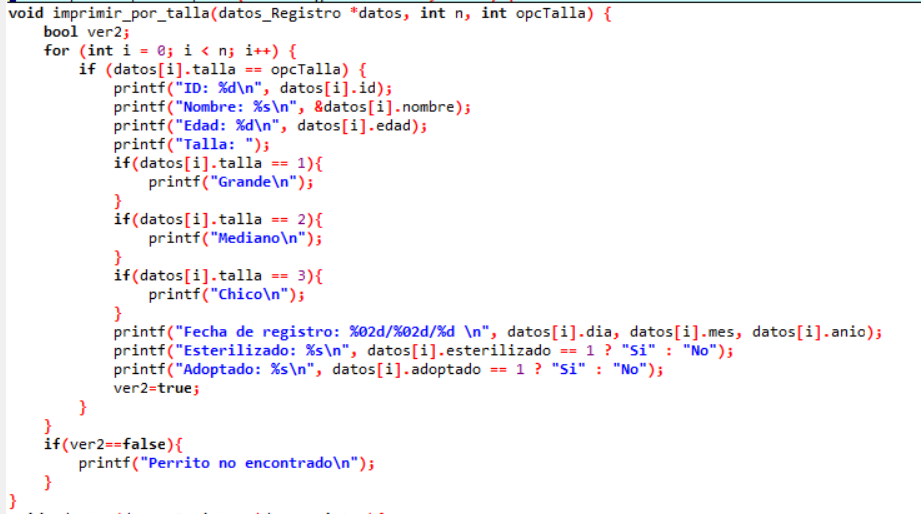 void imprimir_por_talla(datos_Registro *datos, int n, int opcTalla) {
    bool ver2;
    for (int i = 0; i < n; i++) {
        if (datos[i].talla == opcTalla) {
            printf("ID: %d\n", datos[i].id);
            printf("Nombre: %s\n", &datos[i].nombre);
            printf("Edad: %d\n", datos[i].edad);
            printf("Talla: ");
            if(datos[i].talla == 1){
                printf("Grande\n");
            }
            if(datos[i].talla == 2){
                printf("Mediano\n");
            }
            if(datos[i].talla == 3){
                printf("Chico\n");
            }
            printf("Fecha de registro: %02d/%02d/%d \n", datos[i].dia, datos[i].mes, datos[i].anio);
            printf("Esterilizado: %s\n", datos[i].esterilizado == 1 ? "Si" : "No");
            printf("Adoptado: %s\n", datos[i].adoptado == 1 ? "Si" : "No");
            ver2=true;
        }
    }
    if(ver2==false){
        printf("Perrito no encontrado\n");
    }
}